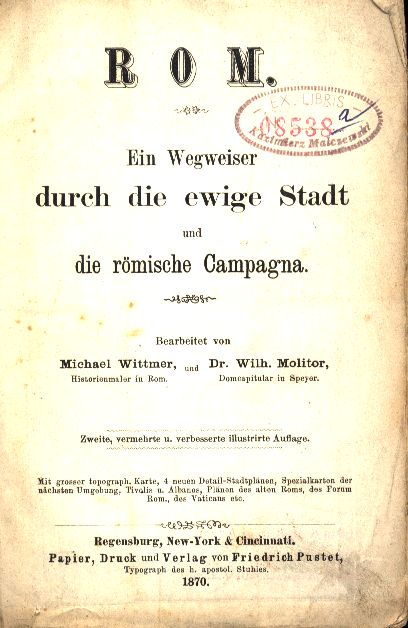 ROM.
EX LIBRIS
08538 a
Kazimierz Malczewski
Ein Wegweiser
durch die ewige Stadt
und
die römische Campagna.
Bearbeitet von
Michael Wittmer, und Dr. Wilh. Molitor,
Historienmaler in Rom. Domcapitular in Speyer.
Zweite, vermehrte u. verbesserte illustrirte Auflage.
Mit grosser topograph. Karte, 4 neuen Detail-Stadtplänen, Spezialkarten der
nächsten Umgebung, Tivolis u. Albanos, Plänen des alten Roms, des Forum
Rom., des Vaticans etc.
Regensburg, New-York & Cincinnati.
Papier, Druck und Verlag von Friedrich Pustet,
Typograph des h. apostol. Stuhles.
1870.